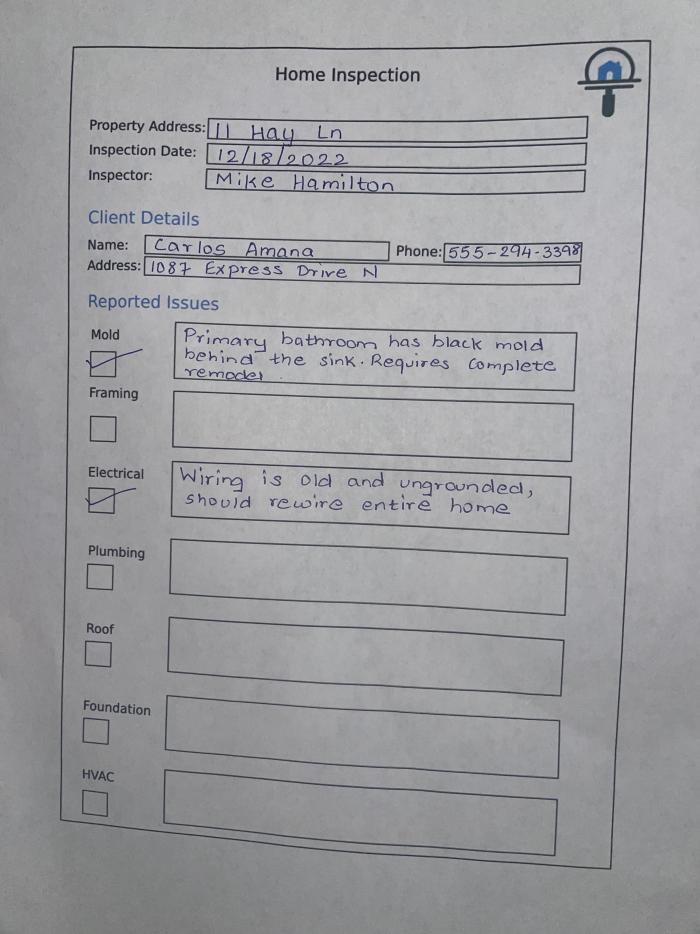 Home Inspection
Property Address: 11 Hay Ln
Inspection Date: 12/18/2022
Inspector: Mike Hamilton
Client Details
Name: Carlos Amana Phone: 555-294-3398
Address: 1087 Express Drive N
Reported Issues
Mold
Primary bathroom has black mold
behind the sink. Requires complete
remodel.
Framing
Electrical
Wiring is old and ungrounded,
should rewire entire home
Plumbing
Roof
Foundation
HVAC